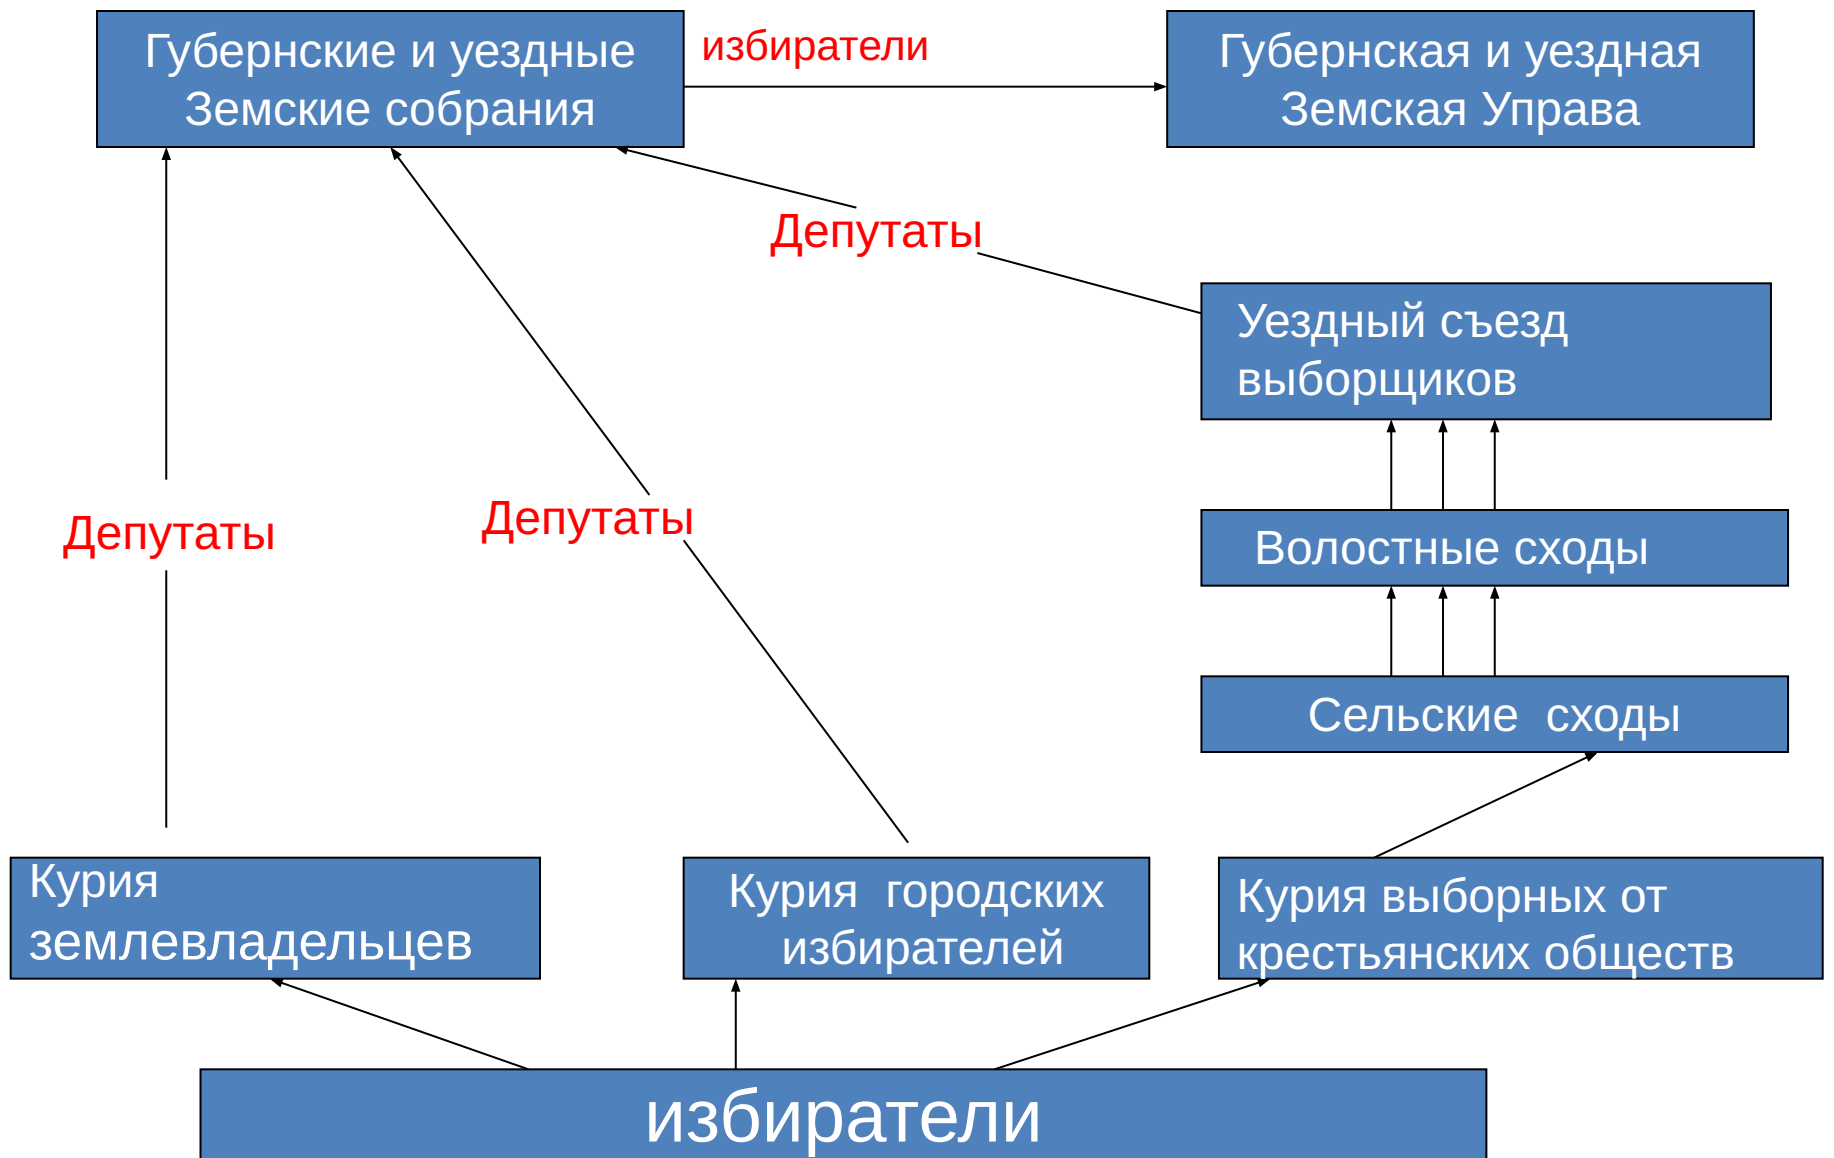 Губернские и уездные
Земские собрания
избиратели
Губернская и уездная
Земская Управа
Депутаты
Уездный съезд
выборщиков
Депутаты
Депутаты
Волостные сходы
Сельские  сходы
Курия
землевладельцев
Курия  городских
избирателей
Курия выборных от
крестьянских обществ
избиратели